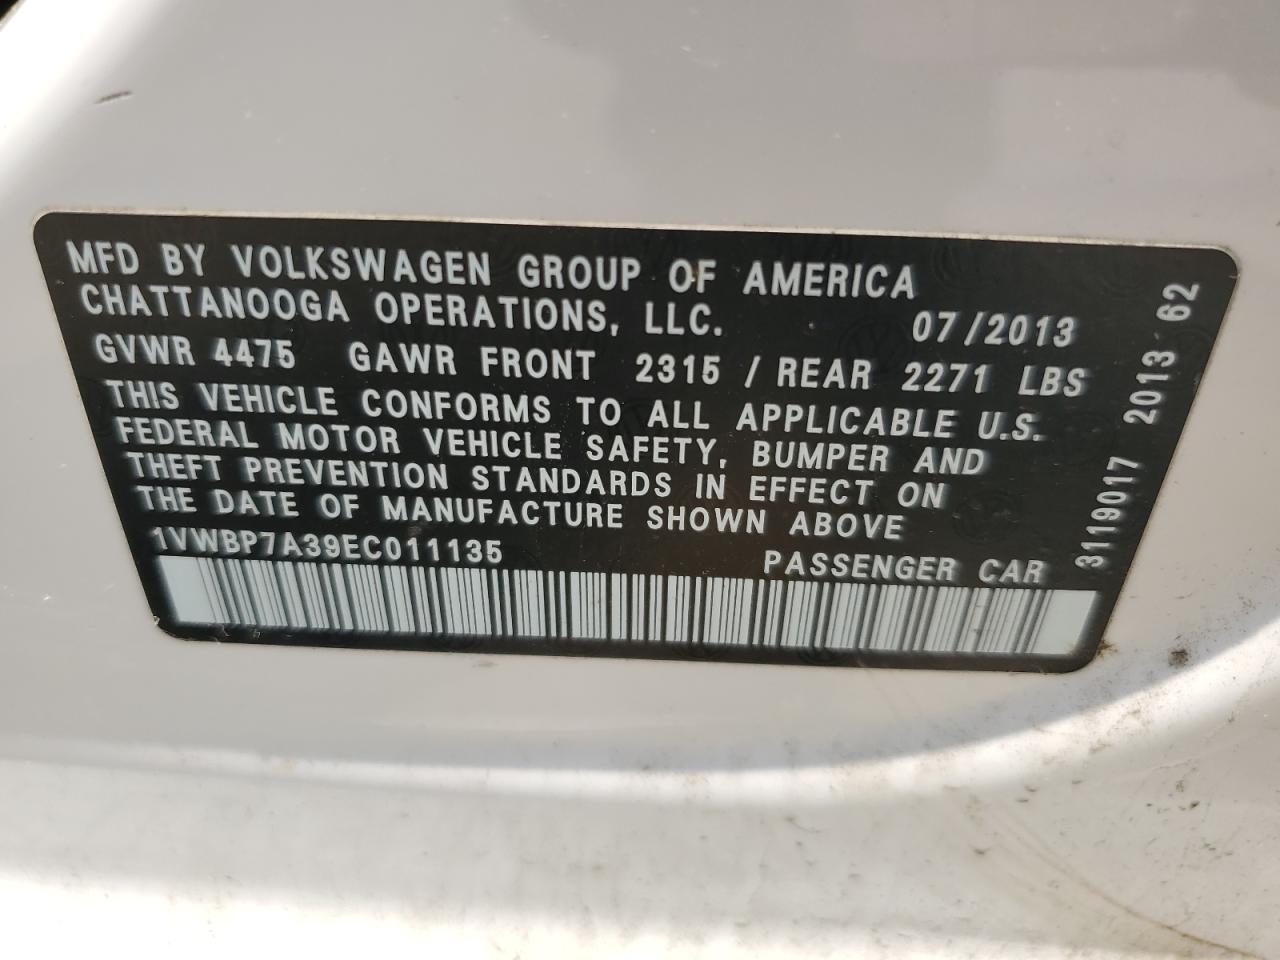 MFD BY VOLKSWAGEN GROUP OF AMERICA
CHATTANOOGA OPERATIONS, LLC. 07/2013
GVWR 4475 GAWR FRONT 2315 / REAR 2271 LBS
THIS VEHICLE CONFORMS TO ALL APPLICABLE U.S.
FEDERAL MOTOR VEHICLE SAFETY, BUMPER AND
THEFT PREVENTION STANDARDS IN EFFECT ON
THE DATE OF MANUFACTURE SHOWN ABOVE
1VWBP7A39EC011135 PASSENGER CAR
3119017 2013 62